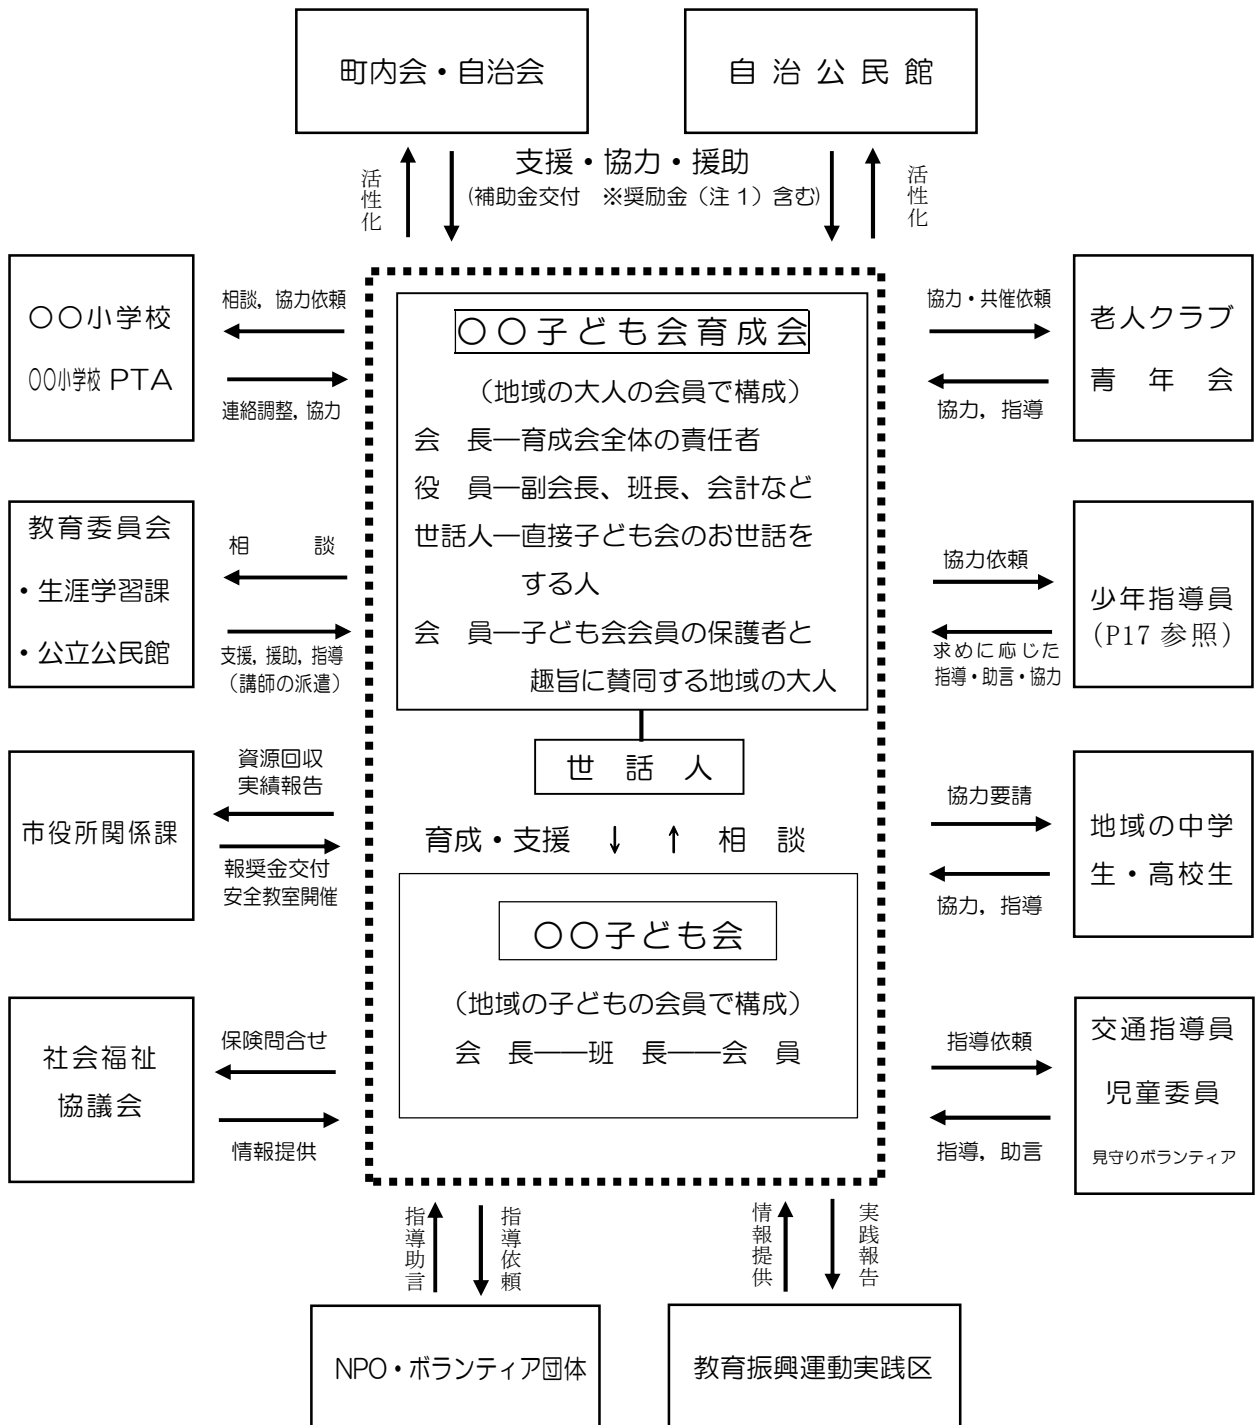 町内会・自治会
自治公民館
活性化
支援・協力・援助
(補助金交付　※奨励金（注1）含む)
活性化
〇〇小学校
〇〇小学校 PTA
相談，協力依頼
連絡調整，協力
〇〇子ども会育成会
（地域の大人の会員で構成）
会　長―育成会全体の責任者
役　員―副会長、班長、会計など
世話人―直接子ども会のお世話を
する人
会　員―子ども会会員の保護者と
趣旨に賛同する地域の大人
協力・共催依頼
協力，指導
老人クラブ
青　年　会
教育委員会
・生涯学習課
・公立公民館
相　　談
支援，援助，指導
（講師の派遣）
協力依頼
求めに応じた
指導・助言・協力
少年指導員
（P17 参照）
世　話　人
育成・支援　↓　↑　相　談
市役所関係課
資源回収
実績報告
報奨金交付
安全教室開催
協力要請
協力，指導
地域の中学
生・高校生
〇〇子ども会
（地域の子どもの会員で構成）
会　長――班　長――会　員
社会福祉
協議会
保険問合せ
情報提供
指導依頼
指導，助言
交通指導員
児童委員
見守りボランティア
指導助言
指導依頼
情報提供
実践報告
NPO・ボランティア団体
教育振興運動実践区